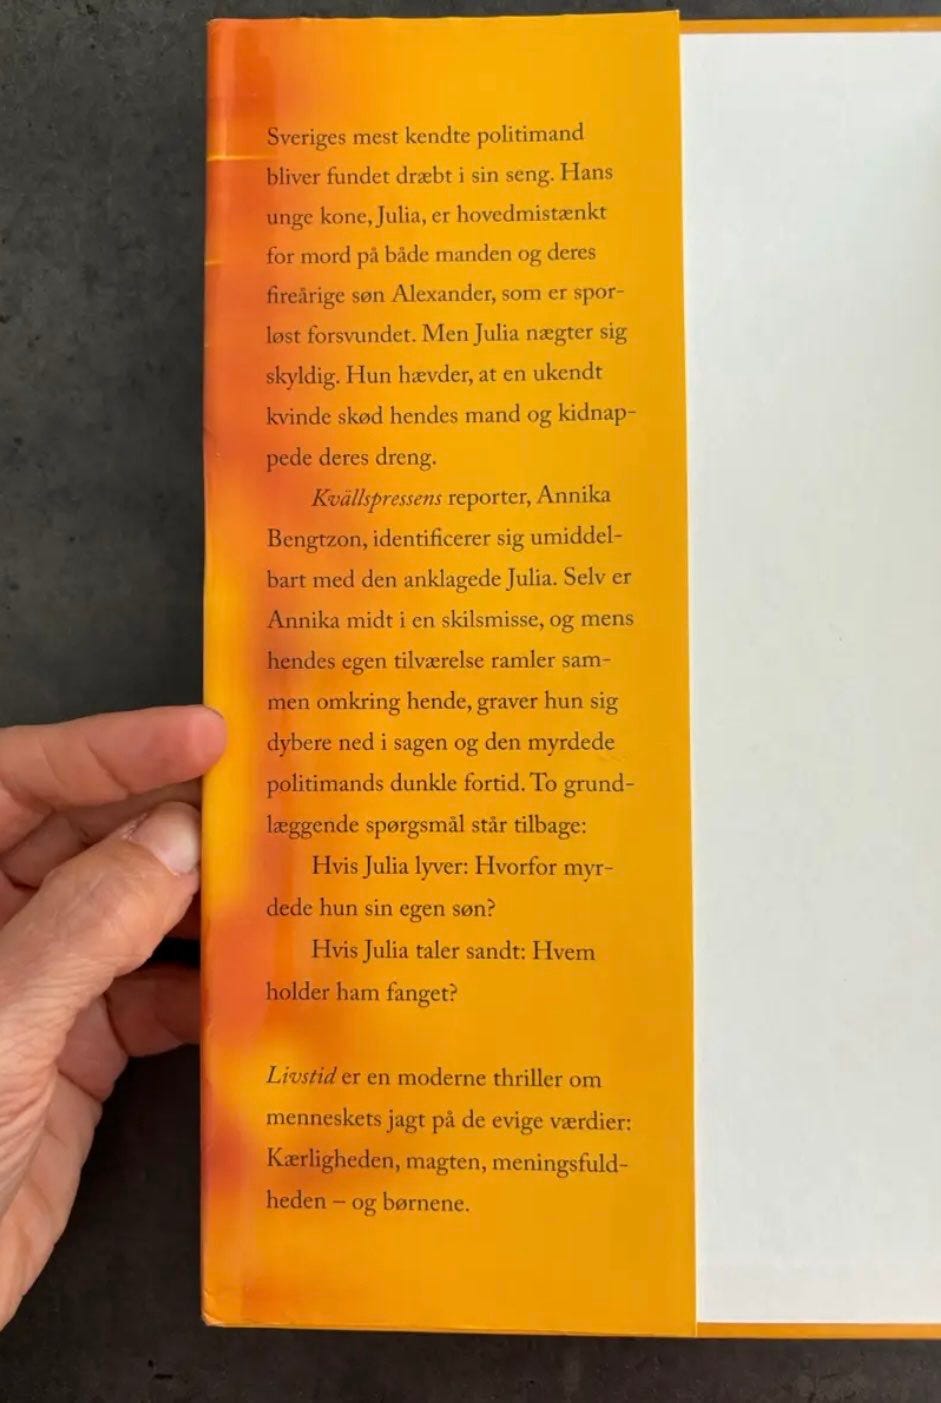 Sveriges mest kendte politimand
bliver fundet dræbt i sin seng. Hans
unge kone, Julia, er hovedmistænkt
for mord på både manden og deres
fireårige søn Alexander, som er spor-
løst forsvundet. Men Julia nægter sig
skyldig. Hun hævder, at en ukendt
kvinde skød hendes mand og kidnap-
pede deres dreng.
Kvällspressens reporter, Annika
Bengtzon, identificerer sig umiddel-
bart med den anklagede Julia. Selv er
Annika midt i en skilsmisse, og mens
hendes egen tilværelse ramler sam-
men omkring hende, graver hun sig
dybere ned i sagen og den myrdede
politimands dunkle fortid. To grund-
læggende spørgsmål står tilbage:
Hvis Julia lyver: Hvorfor myr-
dede hun sin egen søn?
Hvis Julia taler sandt: Hvem
holder ham fanget?
Livstid er en moderne thriller om
menneskets jagt på de evige værdier:
Kærligheden, magten, meningsfuld-
heden – og børnene.